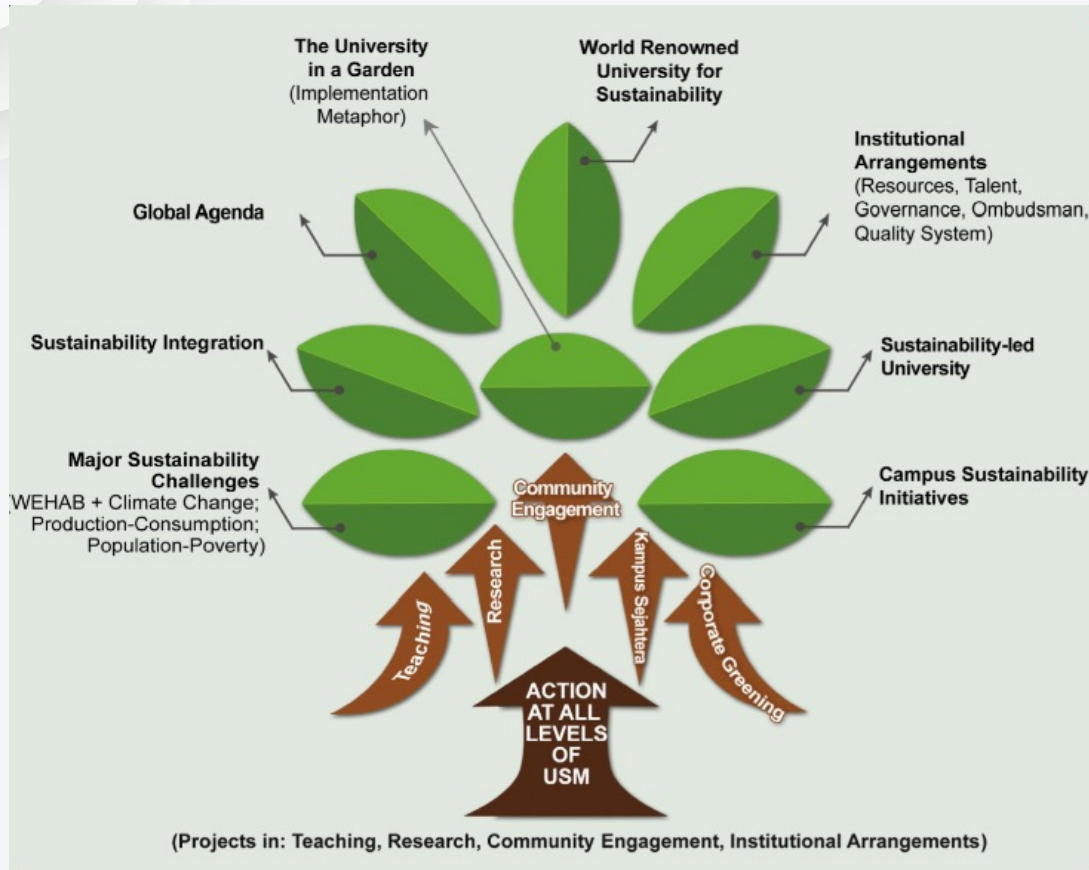 The University
in a Garden
(Implementation
Metaphor)
World Renowned
University for
Sustainability
Institutional
Arrangements
(Resources, Talent,
Governance, Ombudsman,
Quality System)
Global Agenda
Sustainability Integration
Sustainability-led
University
Major Sustainability
Challenges
(WEHAB + Climate Change;
Production-Consumption;
Population-Poverty)
Campus Sustainability
Initiatives
Community
Engagement
Teaching
Research
Kampus Sejahtera
Corporate Greening
ACTION
AT ALL
LEVELS
OF
USM
(Projects in: Teaching, Research, Community Engagement, Institutional Arrangements)